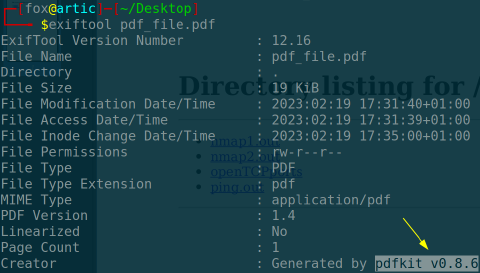 [fox@artic]-[~/Desktop]
$exiftool pdf_file.pdf
ExifTool Version Number : 12.16
File Name : pdf_file.pdf
Directory : .
File Size : 19 KiB
File Modification Date/Time : 2023:02:19 17:31:40+01:00
File Access Date/Time : 2023:02:19 17:31:39+01:00
File Inode Change Date/Time : 2023:02:19 17:35:00+01:00
File Permissions : rw-r--r--
File Type : PDF
File Type Extension : pdf
MIME Type : application/pdf
PDF Version : 1.4
Linearized : No
Page Count : 1
Creator : Generated by pdfkit v0.8.6
Directory listing for /
nmap1.out
nmap2.out
openTCPports
ping.out